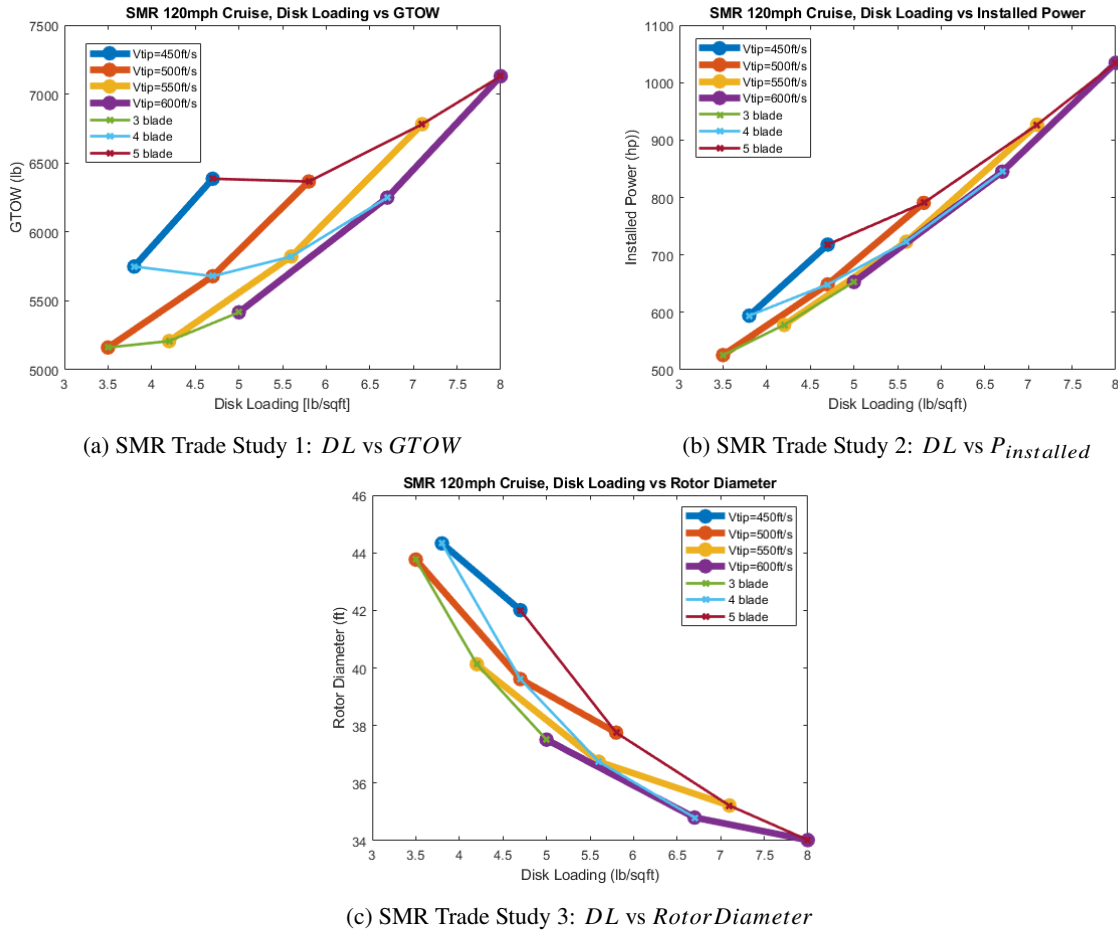 SMR 120mph Cruise, Disk Loading vs GTOW
7500
7000
6500
6000
5500
5000
GTOW (lb)
Vtip=450ft/s
Vtip=500ft/s
Vtip=550ft/s
Vtip=600ft/s
3 blade
4 blade
5 blade
3 3.5 4 4.5 5 5.5 6 6.5 7 7.5 8
Disk Loading [lb/sqft]
(a) SMR Trade Study 1: DL vs GTOW
SMR 120mph Cruise, Disk Loading vs Installed Power
1100
1000
900
800
700
600
500
Installed Power (hp))
Vtip=450ft/s
Vtip=500ft/s
Vtip=550ft/s
Vtip=600ft/s
3 blade
4 blade
5 blade
3 3.5 4 4.5 5 5.5 6 6.5 7 7.5 8
Disk Loading (lb/sqft)
(b) SMR Trade Study 2: DL vs Pinstalled
SMR 120mph Cruise, Disk Loading vs Rotor Diameter
46
44
42
40
38
36
34
Rotor Diameter (ft)
Vtip=450ft/s
Vtip=500ft/s
Vtip=550ft/s
Vtip=600ft/s
3 blade
4 blade
5 blade
3 3.5 4 4.5 5 5.5 6 6.5 7 7.5 8
Disk Loading (lb/sqft)
(c) SMR Trade Study 3: DL vs RotorDiameter